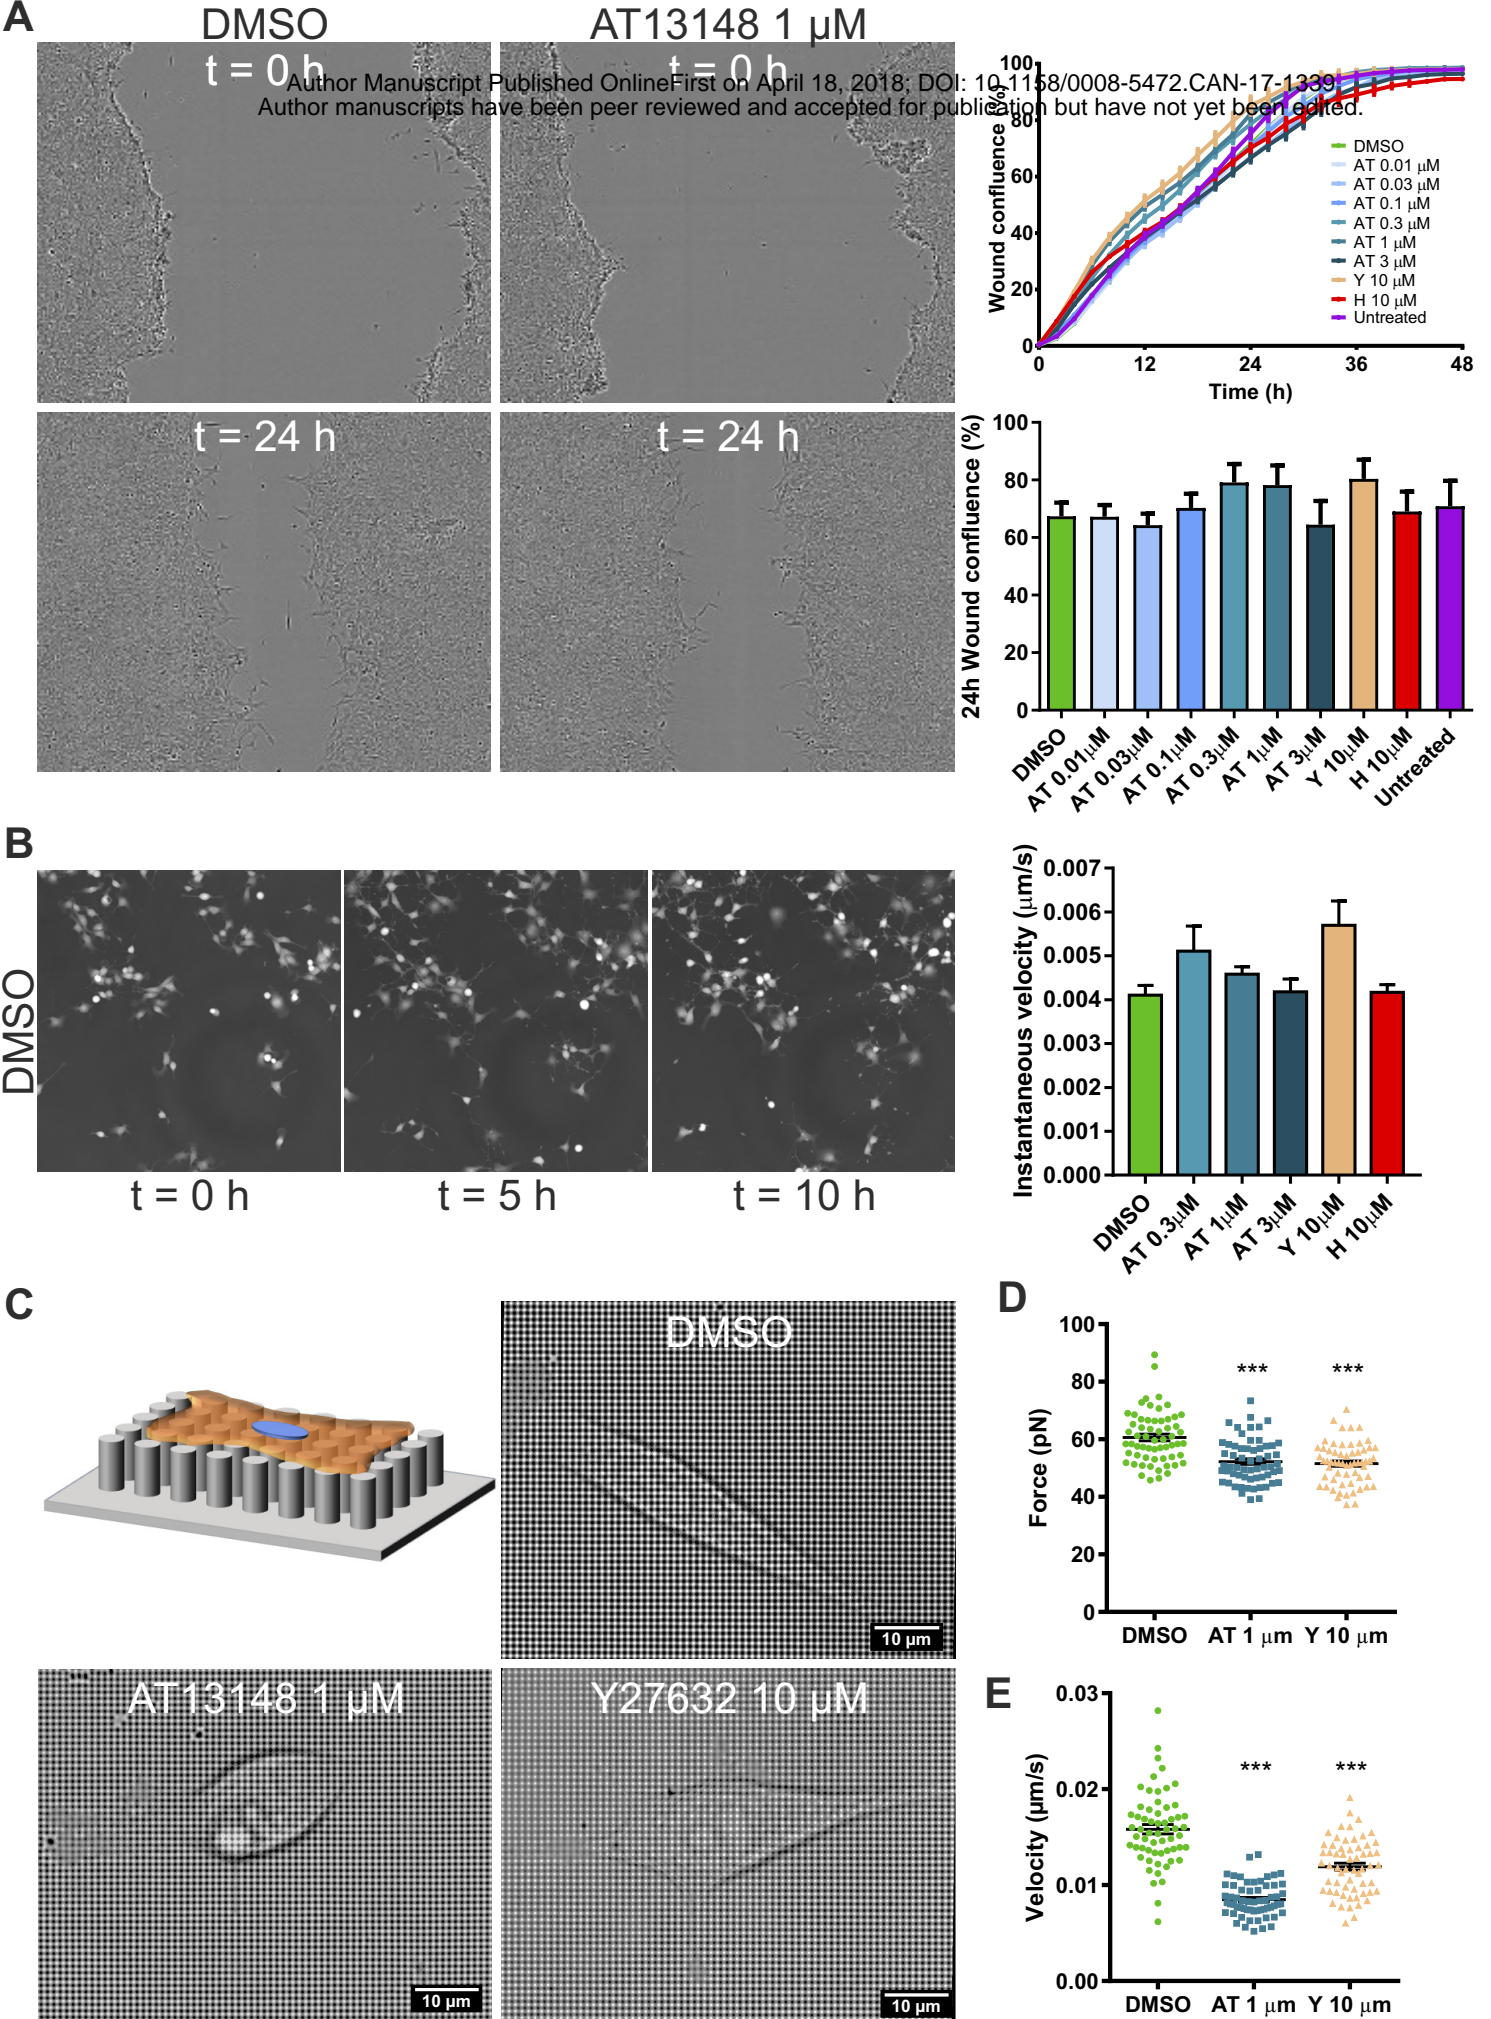 A
DMSO
AT13148 1 µM
t = 0 h
t = 0 h
Author Manuscript Published OnlineFirst on April 18, 2018; DOI: 10.1158/0008-5472.CAN-17-1339
Author manuscripts have been peer reviewed and accepted for publication but have not yet been edited.
t = 24 h
t = 24 h
Wound confluence (%)
100
80
60
40
20
0
0
12
24
36
48
Time (h)
DMSO
AT 0.01 µM
AT 0.03 µM
AT 0.1 µM
AT 0.3 µM
AT 1 µM
AT 3 µM
Y 10 µM
H 10 µM
Untreated
24h Wound confluence (%)
100
80
60
40
20
0
DMSO
AT 0.01µM
AT 0.03µM
AT 0.1µM
AT 0.3µM
AT 1µM
AT 3µM
Y 10µM
H 10µM
Untreated
B
DMSO
t = 0 h
t = 5 h
t = 10 h
Instantaneous velocity (µm/s)
0.007
0.006
0.005
0.004
0.003
0.002
0.001
0.000
DMSO
AT 0.3µM
AT 1µM
AT 3µM
Y 10µM
H 10µM
C
DMSO
10 µm
AT13148 1 µM
10 µm
Y27632 10 µM
10 µm
D
Force (pN)
100
80
60
40
20
0
***
***
DMSO
AT 1 µm
Y 10 µm
E
Velocity (µm/s)
0.03
0.02
0.01
0.00
***
***
DMSO
AT 1 µm
Y 10 µm